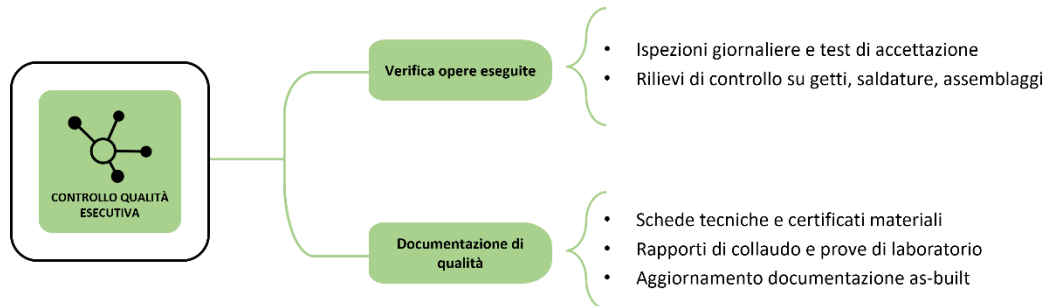 CONTROLLO QUALITÀ
ESECUTIVA
Verifica opere eseguite
• Ispezioni giornaliere e test di accettazione
• Rilievi di controllo su getti, saldature, assemblaggi
Documentazione di
qualità
• Schede tecniche e certificati materiali
• Rapporti di collaudo e prove di laboratorio
• Aggiornamento documentazione as-built